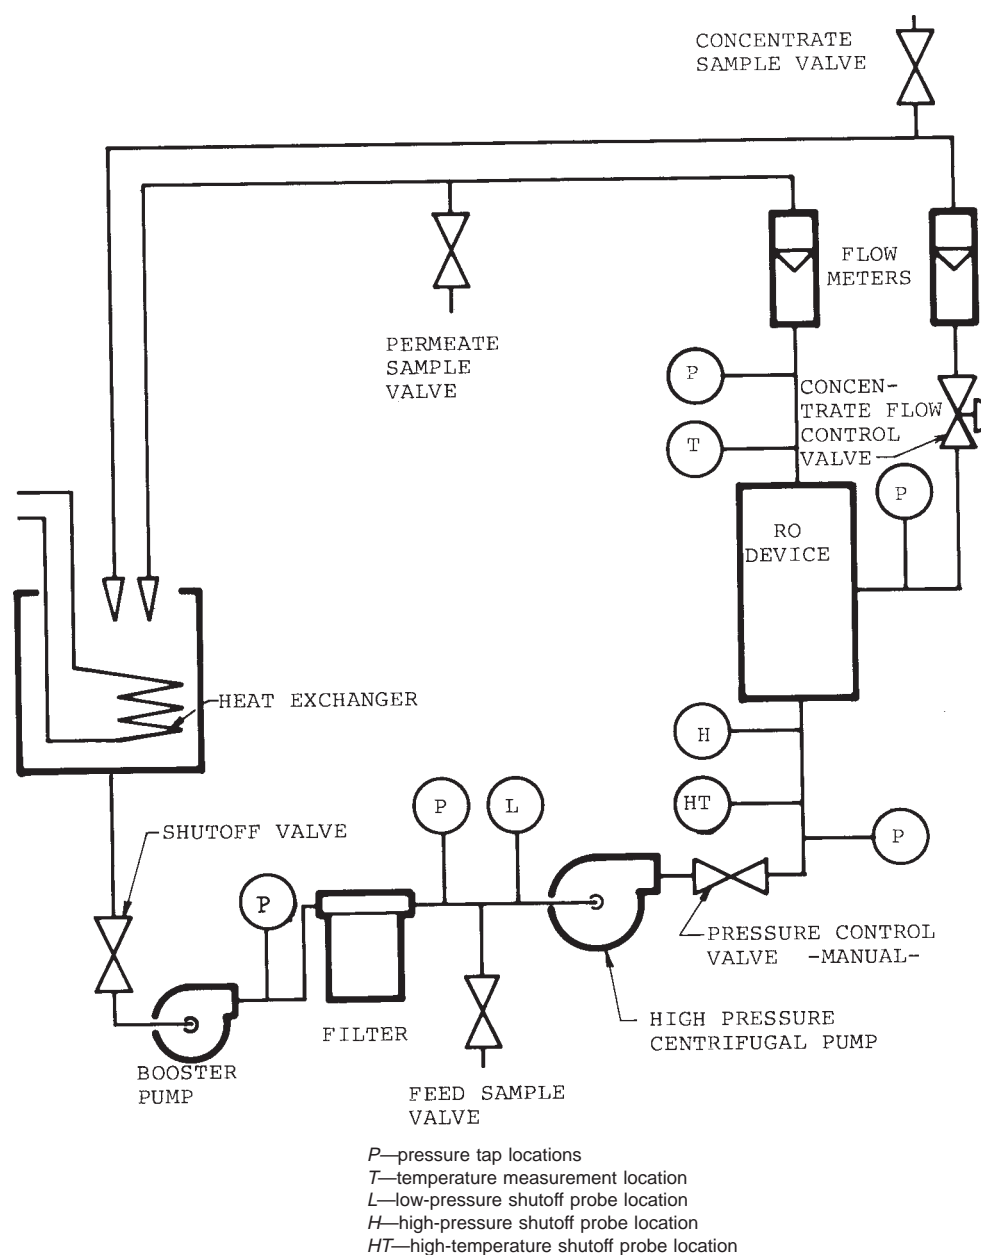 CONCENTRATE
SAMPLE VALVE
FLOW
METERS
PERMEATE
SAMPLE
VALVE
P
CONCEN-
TRATE FLOW
CONTROL
VALVE
T
P
RO
DEVICE
HEAT EXCHANGER
H
HT
P
L
P
SHUTOFF VALVE
P
PRESSURE CONTROL
VALVE -MANUAL-
FILTER
HIGH PRESSURE
CENTRIFUGAL PUMP
BOOSTER
PUMP
FEED SAMPLE
VALVE
P—pressure tap locations
T—temperature measurement location
L—low-pressure shutoff probe location
H—high-pressure shutoff probe location
HT—high-temperature shutoff probe location